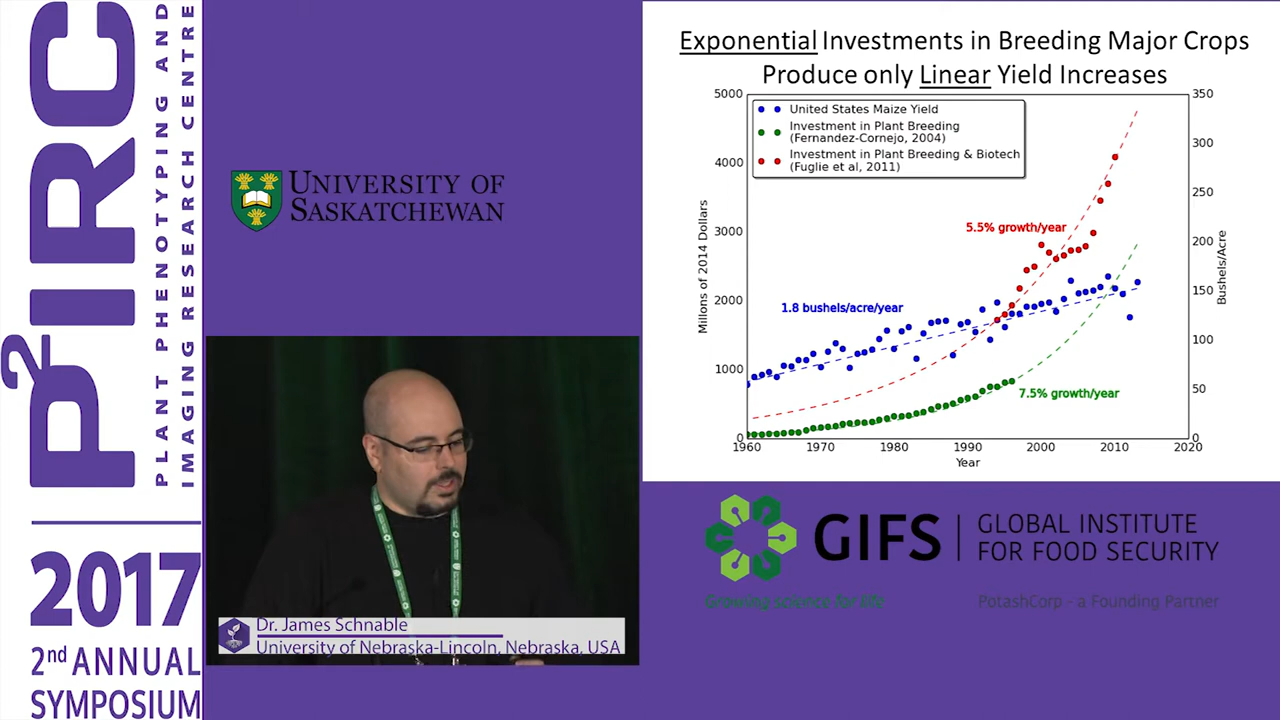 P²IRC
PLANT PHENOTYPING AND
IMAGING RESEARCH CENTRE
2017
2nd ANNUAL
SYMPOSIUM
UNIVERSITY OF
SASKATCHEWAN
Dr. James Schnable
University of Nebraska-Lincoln, Nebraska, USA
Exponential Investments in Breeding Major Crops
Produce only Linear Yield Increases
United States Maize Yield
Investment in Plant Breeding
(Fernandez-Cornejo, 2004)
Investment in Plant Breeding & Biotech
(Fuglie et al, 2011)
5.5% growth/year
1.8 bushels/acre/year
7.5% growth/year
Millons of 2014 Dollars
5000
4000
3000
2000
1000
0
350
300
250
200
150
100
50
0
Bushels/Acre
1960 1970 1980 1990 2000 2010 2020
Year
GIFS
GLOBAL INSTITUTE
FOR FOOD SECURITY
Growing science for life
PotashCorp - a Founding Partner